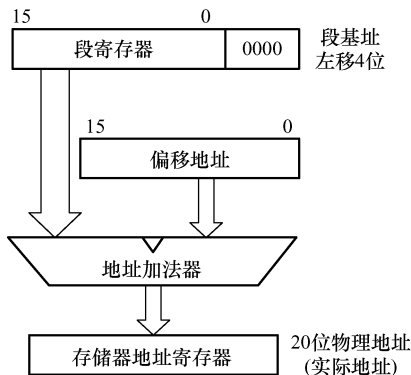 15 0
段寄存器 0000 段基址
左移4位
15 0
偏移地址
地址加法器
存储器地址寄存器 20位物理地址
(实际地址)